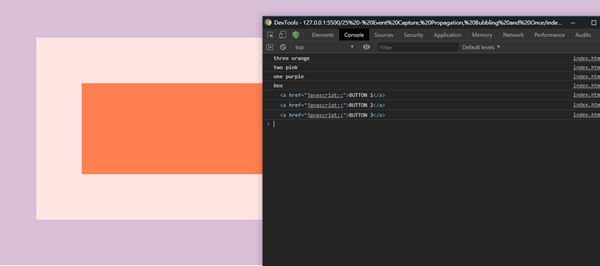 DevTools - 127.0.0.1:5500/25%20-%20Event%20Capture,%20Propagation,%20Bubbling%20and%20Once/inde...
Elements Console Sources Security Application Network Memory Performance Audits
top Filter Default levels
three orange index.htm
two pink index.htm
one purple index.htm
box index.htm
<a href="javascript:;">BUTTON 1</a> index.htm
<a href="javascript:;">BUTTON 2</a> index.htm
<a href="javascript:;">BUTTON 3</a> index.htm
>